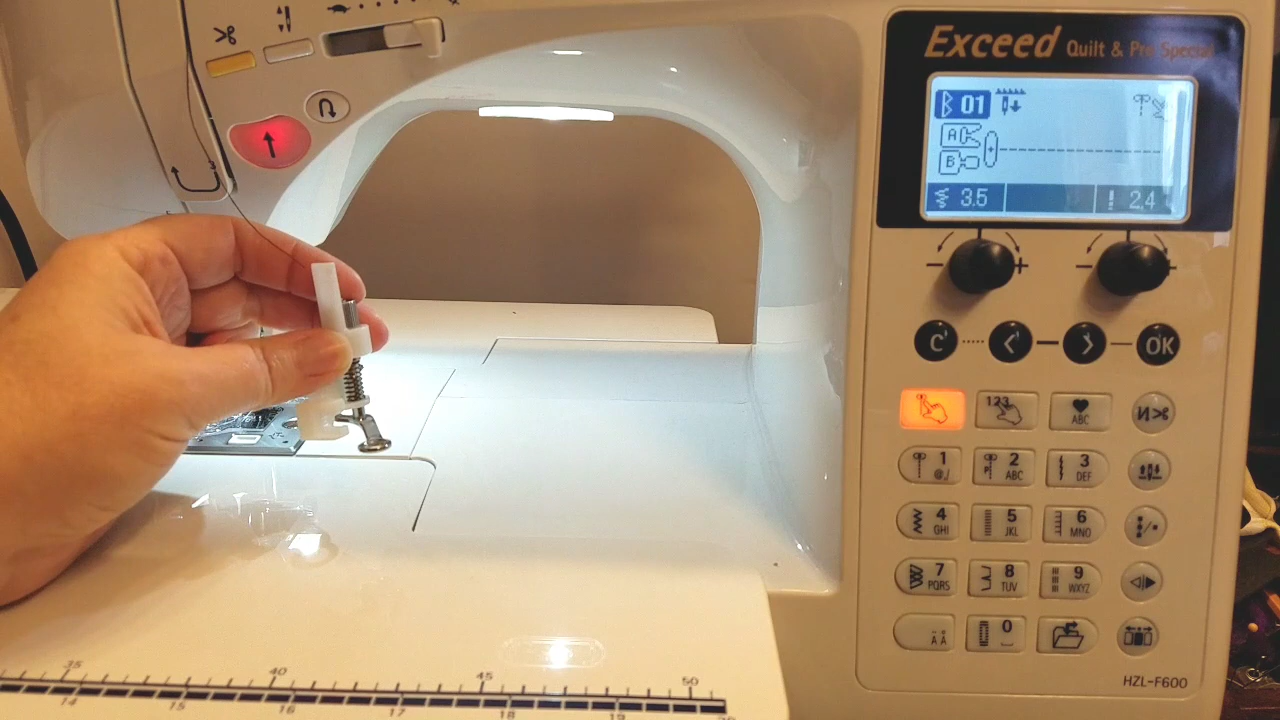 Exceed Quilt & Pro Special
B 01
A
B
3.5 2.4
3
- + - +
C OK
123
ABC
1 @./
2 ABC
3 DEF
4 GHI
5 JKL
6 MNO
7 PQRS
8 TUV
9 WXYZ
0
HZL-F600
35 40 45 50
14 15 16 17 18 19